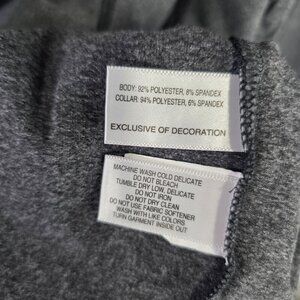 BODY: 92% POLYESTER, 8% SPANDEX
COLLAR: 94% POLYESTER, 6% SPANDEX
EXCLUSIVE OF DECORATION
MACHINE WASH COLD DELICATE
DO NOT BLEACH
TUMBLE DRY LOW, DELICATE
DO NOT IRON
DO NOT DRY CLEAN
DO NOT USE FABRIC SOFTENER
WASH WITH LIKE COLORS
TURN GARMENT INSIDE OUT